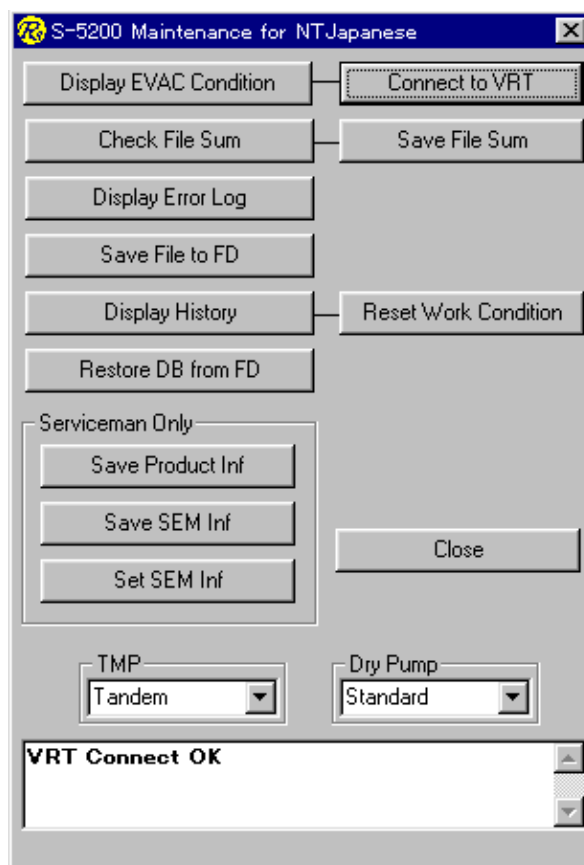 S-5200 Maintenance for NTJapanese
Display EVAC Condition
Connect to VRT
Check File Sum
Save File Sum
Display Error Log
Save File to FD
Display History
Reset Work Condition
Restore DB from FD
Serviceman Only
Save Product Inf
Save SEM Inf
Set SEM Inf
Close
TMP
Tandem
Dry Pump
Standard
VRT Connect OK